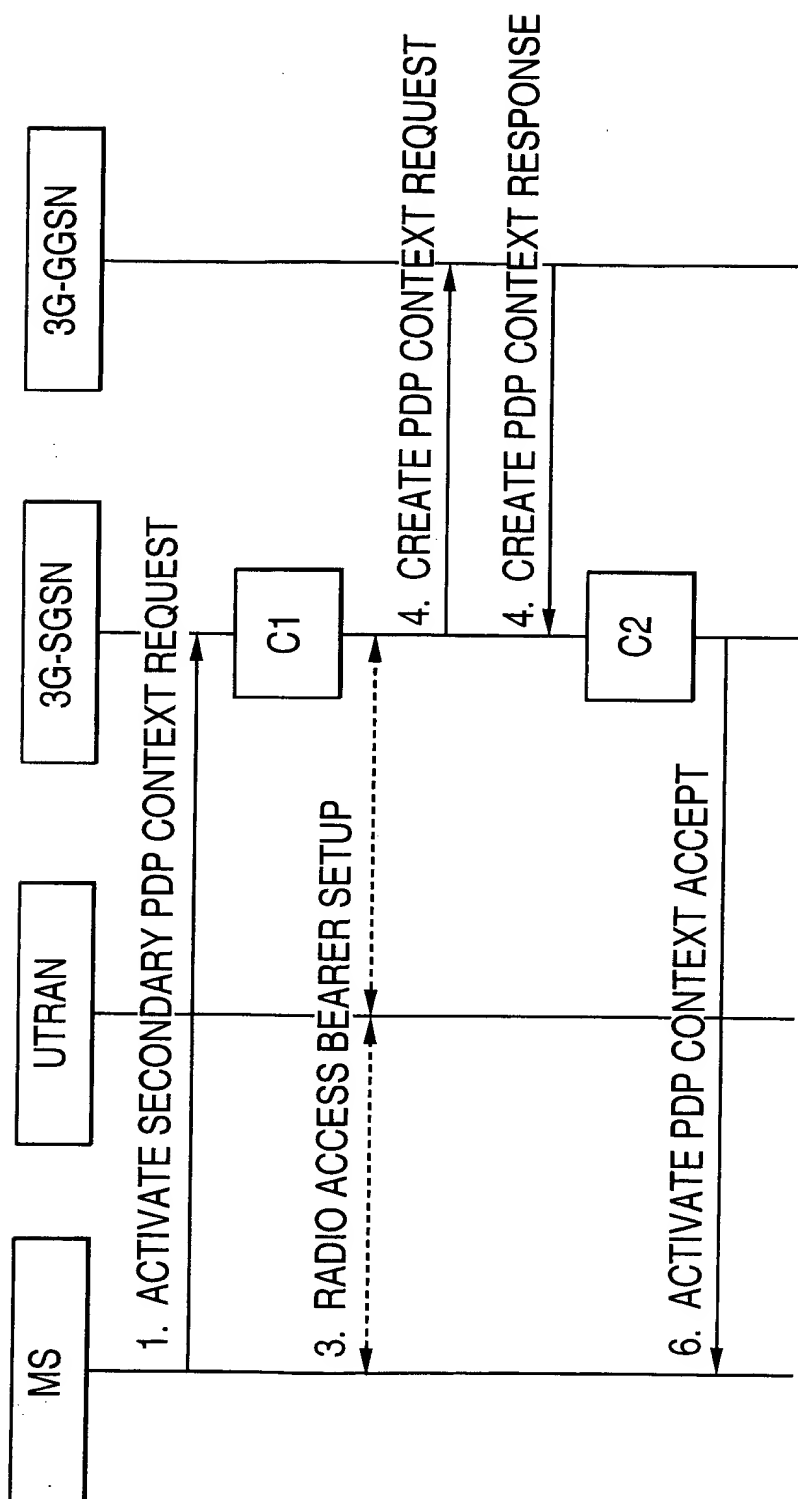 MS
UTRAN
3G-SGSN
3G-GGSN
1. ACTIVATE SECONDARY PDP CONTEXT REQUEST
C1
3. RADIO ACCESS BEARER SETUP
4. CREATE PDP CONTEXT REQUEST
4. CREATE PDP CONTEXT RESPONSE
C2
6. ACTIVATE PDP CONTEXT ACCEPT